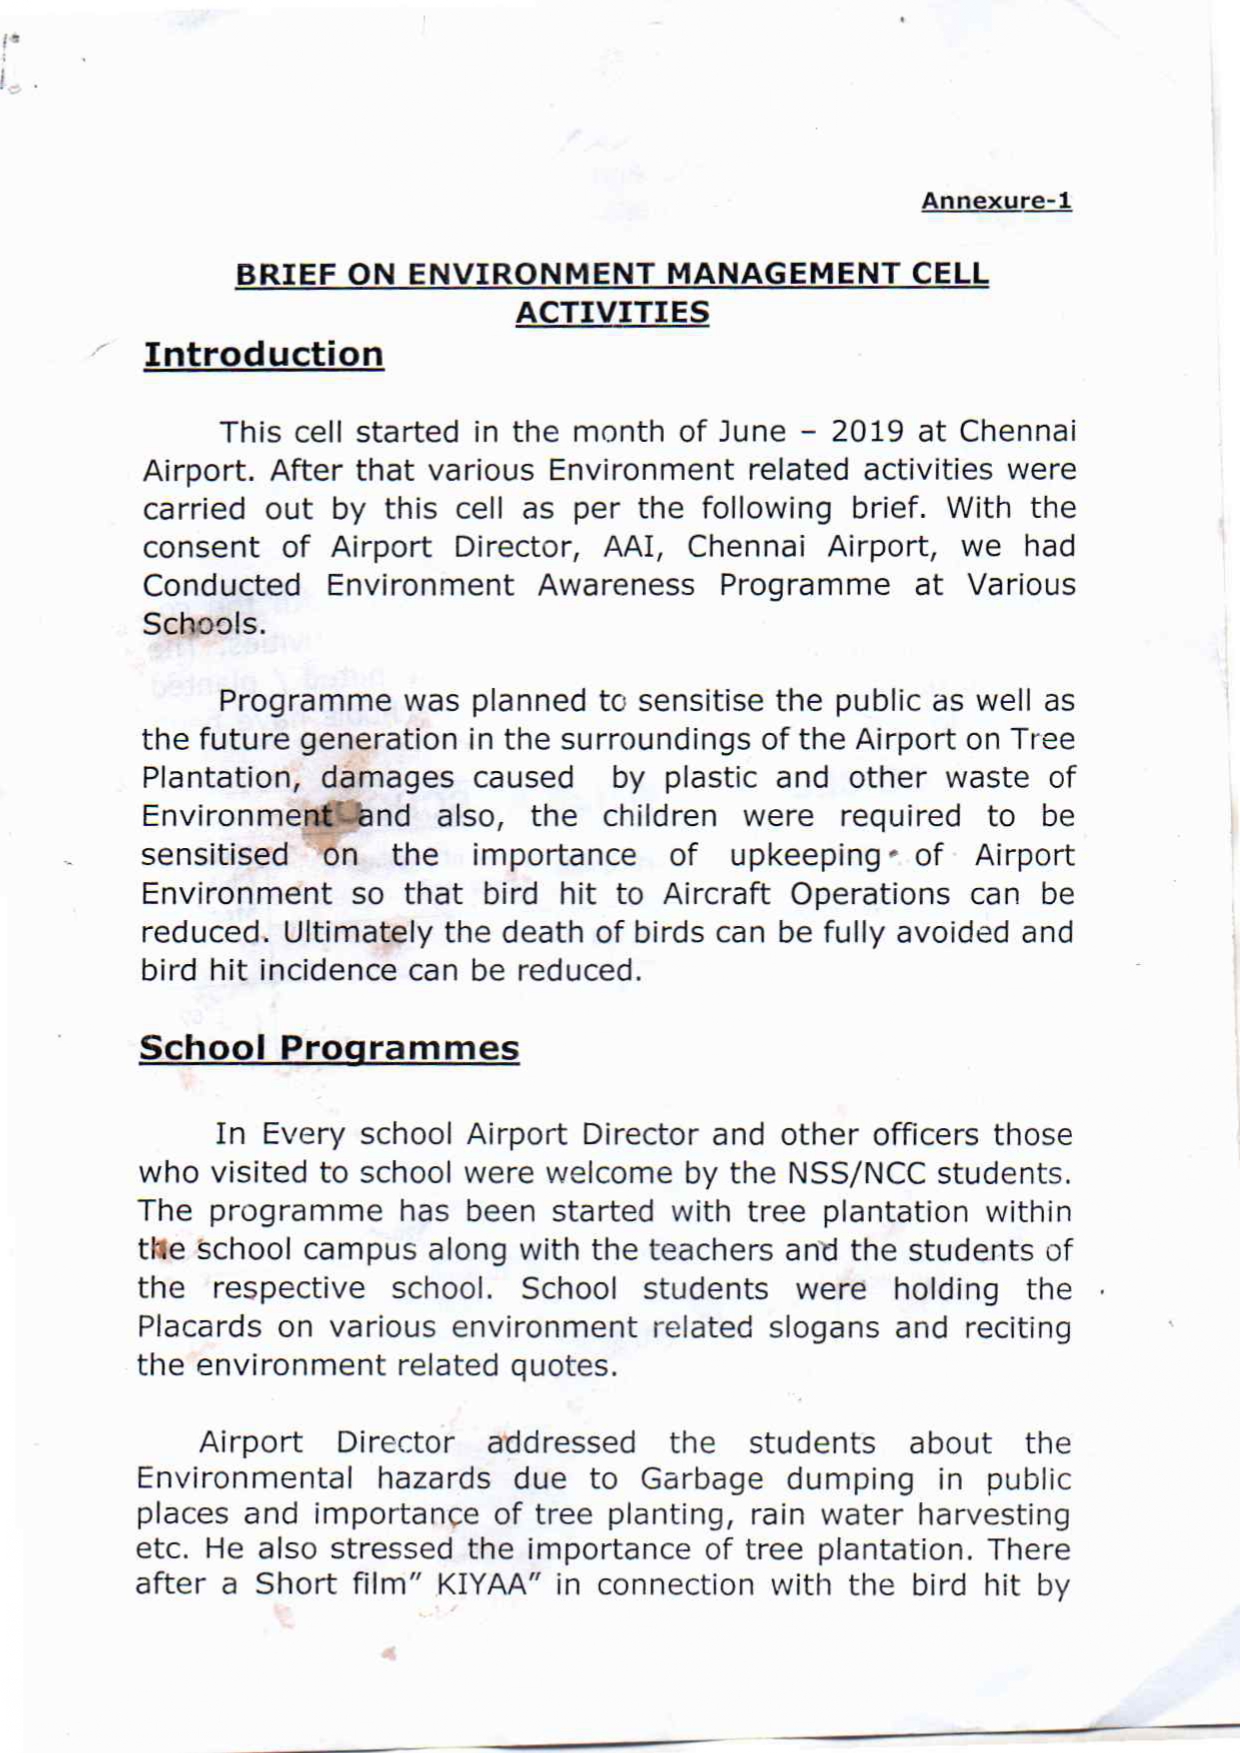 Annexure-1
BRIEF ON ENVIRONMENT MANAGEMENT CELL
ACTIVITIES
Introduction
This cell started in the month of June – 2019 at Chennai
Airport. After that various Environment related activities were
carried out by this cell as per the following brief. With the
consent of Airport Director, AAI, Chennai Airport, we had
Conducted Environment Awareness Programme at Various
Schools.
Programme was planned to sensitise the public as well as
the future generation in the surroundings of the Airport on Tree
Plantation, damages caused by plastic and other waste of
Environment and also, the children were required to be
sensitised on the importance of upkeeping of Airport
Environment so that bird hit to Aircraft Operations can be
reduced. Ultimately the death of birds can be fully avoided and
bird hit incidence can be reduced.
School Programmes
In Every school Airport Director and other officers those
who visited to school were welcome by the NSS/NCC students.
The programme has been started with tree plantation within
the school campus along with the teachers and the students of
the respective school. School students were holding the
Placards on various environment related slogans and reciting
the environment related quotes.
Airport Director addressed the students about the
Environmental hazards due to Garbage dumping in public
places and importance of tree planting, rain water harvesting
etc. He also stressed the importance of tree plantation. There
after a Short film" KIYAA" in connection with the bird hit by